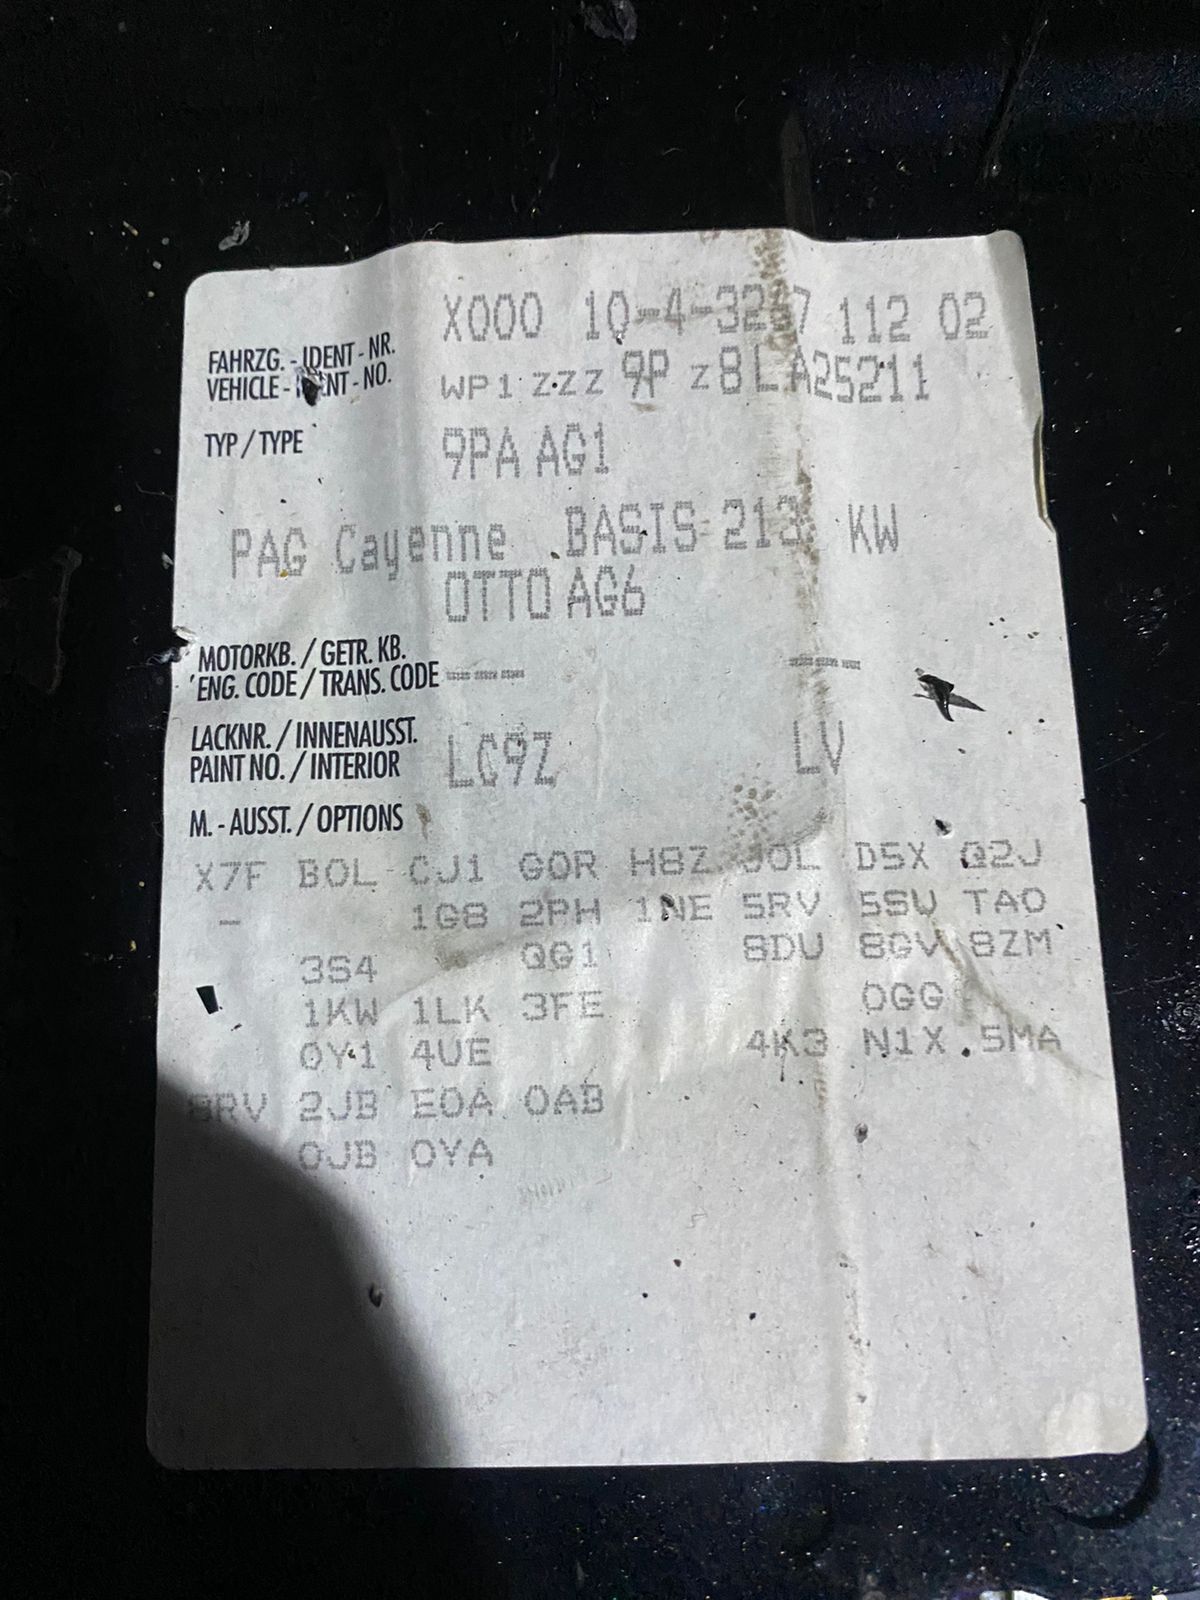 X000 10-4-3287 112 02
FAHRZG. - IDENT - NR.
VEHICLE - IDENT - NO. WP1 ZZZ 9P Z8LA25211
TYP / TYPE 9PA AG1
PAG Cayenne BASIS 213 KW
OTTO AG6
MOTORKB. / GETR. KB.
ENG. CODE / TRANS. CODE --- ---
LACKNR. / INNENAUSST.
PAINT NO. / INTERIOR LC9Z LV
M. - AUSST. / OPTIONS
X7F B0L CJ1 G0R H8Z J0L D5X Q2J
- 1G8 2PH 1NE 5RV 5SW TA0
3S4 QG1 8DU 8GV 8ZM
1KW 1LK 3FE 0GG
0Y1 4UE 4K3 N1X 5MA
8RV 2JB E0A 0AB
0JB 0YA